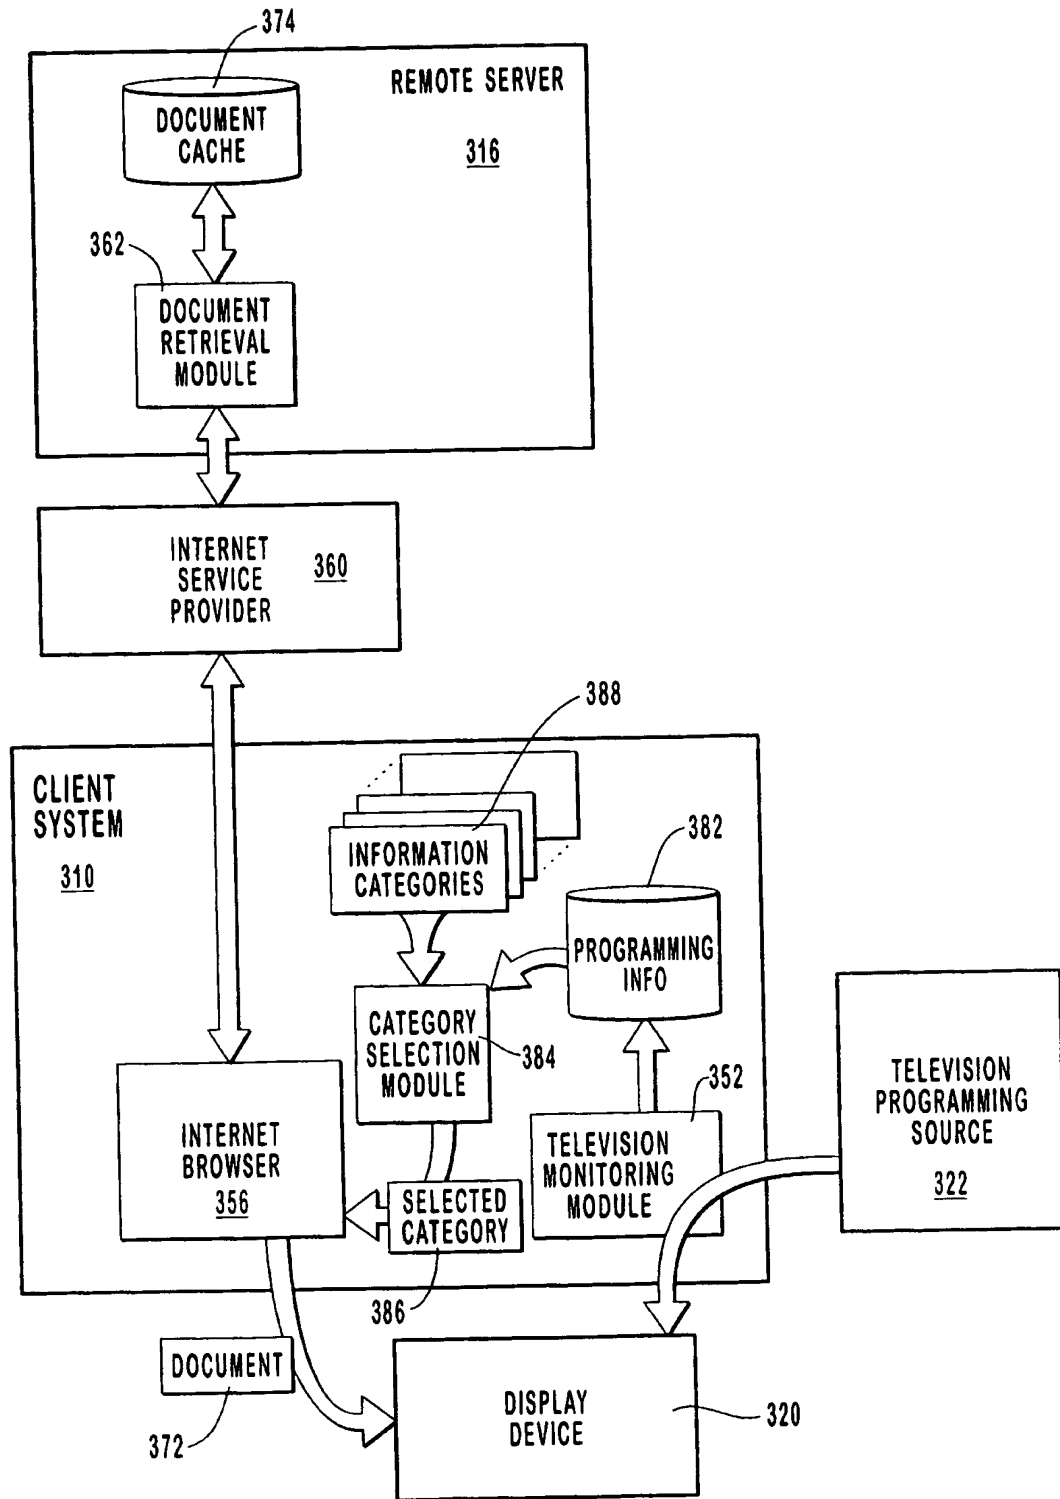 374
REMOTE SERVER
316
DOCUMENT
CACHE
362
DOCUMENT
RETRIEVAL
MODULE
INTERNET
SERVICE
PROVIDER
360
388
CLIENT
SYSTEM
310
INFORMATION
CATEGORIES
382
PROGRAMMING
INFO
CATEGORY
SELECTION
MODULE
384
352
TELEVISION
PROGRAMMING
SOURCE
322
INTERNET
BROWSER
356
TELEVISION
MONITORING
MODULE
SELECTED
CATEGORY
386
DOCUMENT
372
DISPLAY
DEVICE
320